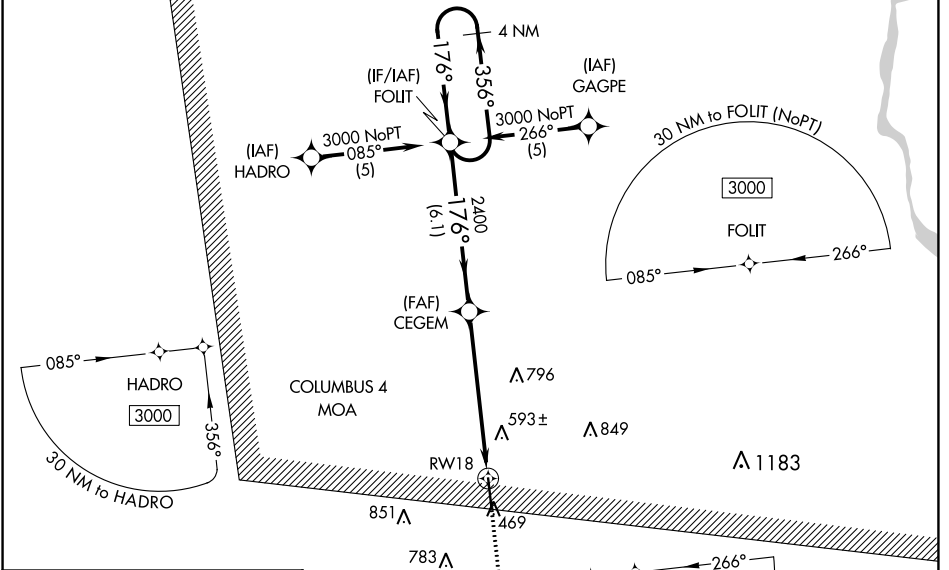 4 NM
176°
356°
(IF/IAF)
FOLIT
(IAF)
GAGPE
3000 NoPT
266°
(5)
(IAF)
HADRO
3000 NoPT
085°
(5)
30 NM to FOLIT (NoPT)
3000
FOLIT
085°
266°
2400
176°
(6.1)
(FAF)
CEGEM
085°
HADRO
3000
356°
30 NM to HADRO
COLUMBUS 4
MOA
796
593±
849
1183
RW18
469
851
783
266°